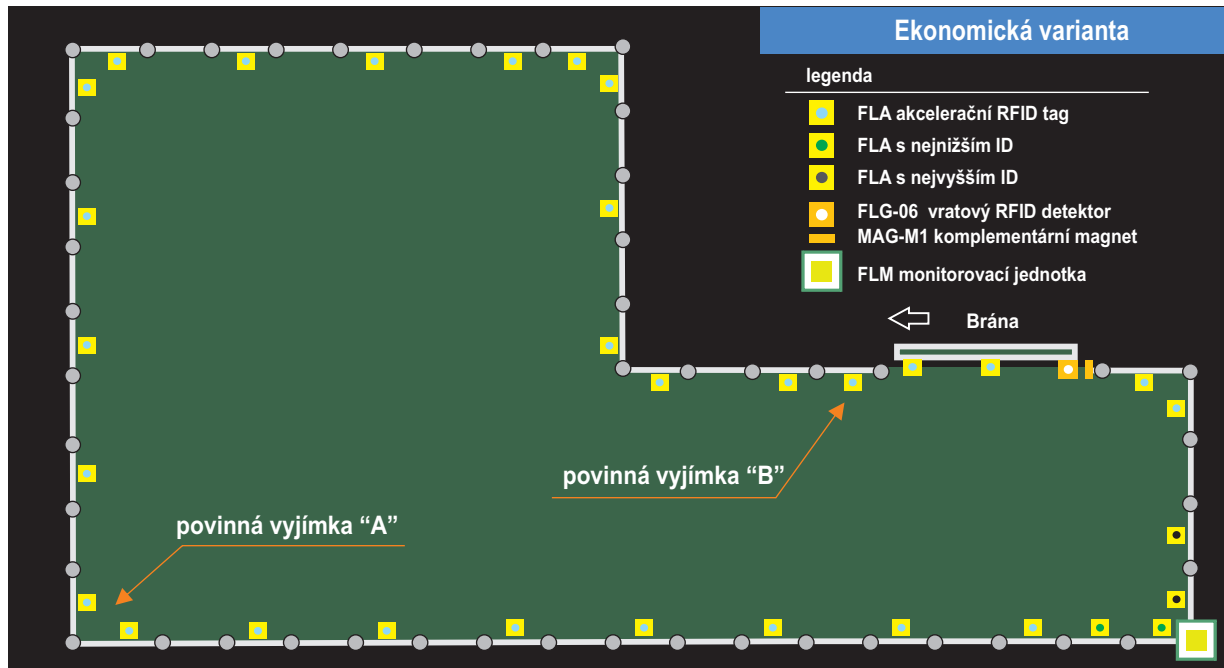 Ekonomická varianta
legenda
FLA akcelerační RFID tag
FLA s nejnižším ID
FLA s nejvyšším ID
FLG-06 vratový RFID detektor
MAG-M1 komplementární magnet
FLM monitorovací jednotka
Brána
povinná vyjímka “B”
povinná vyjímka “A”